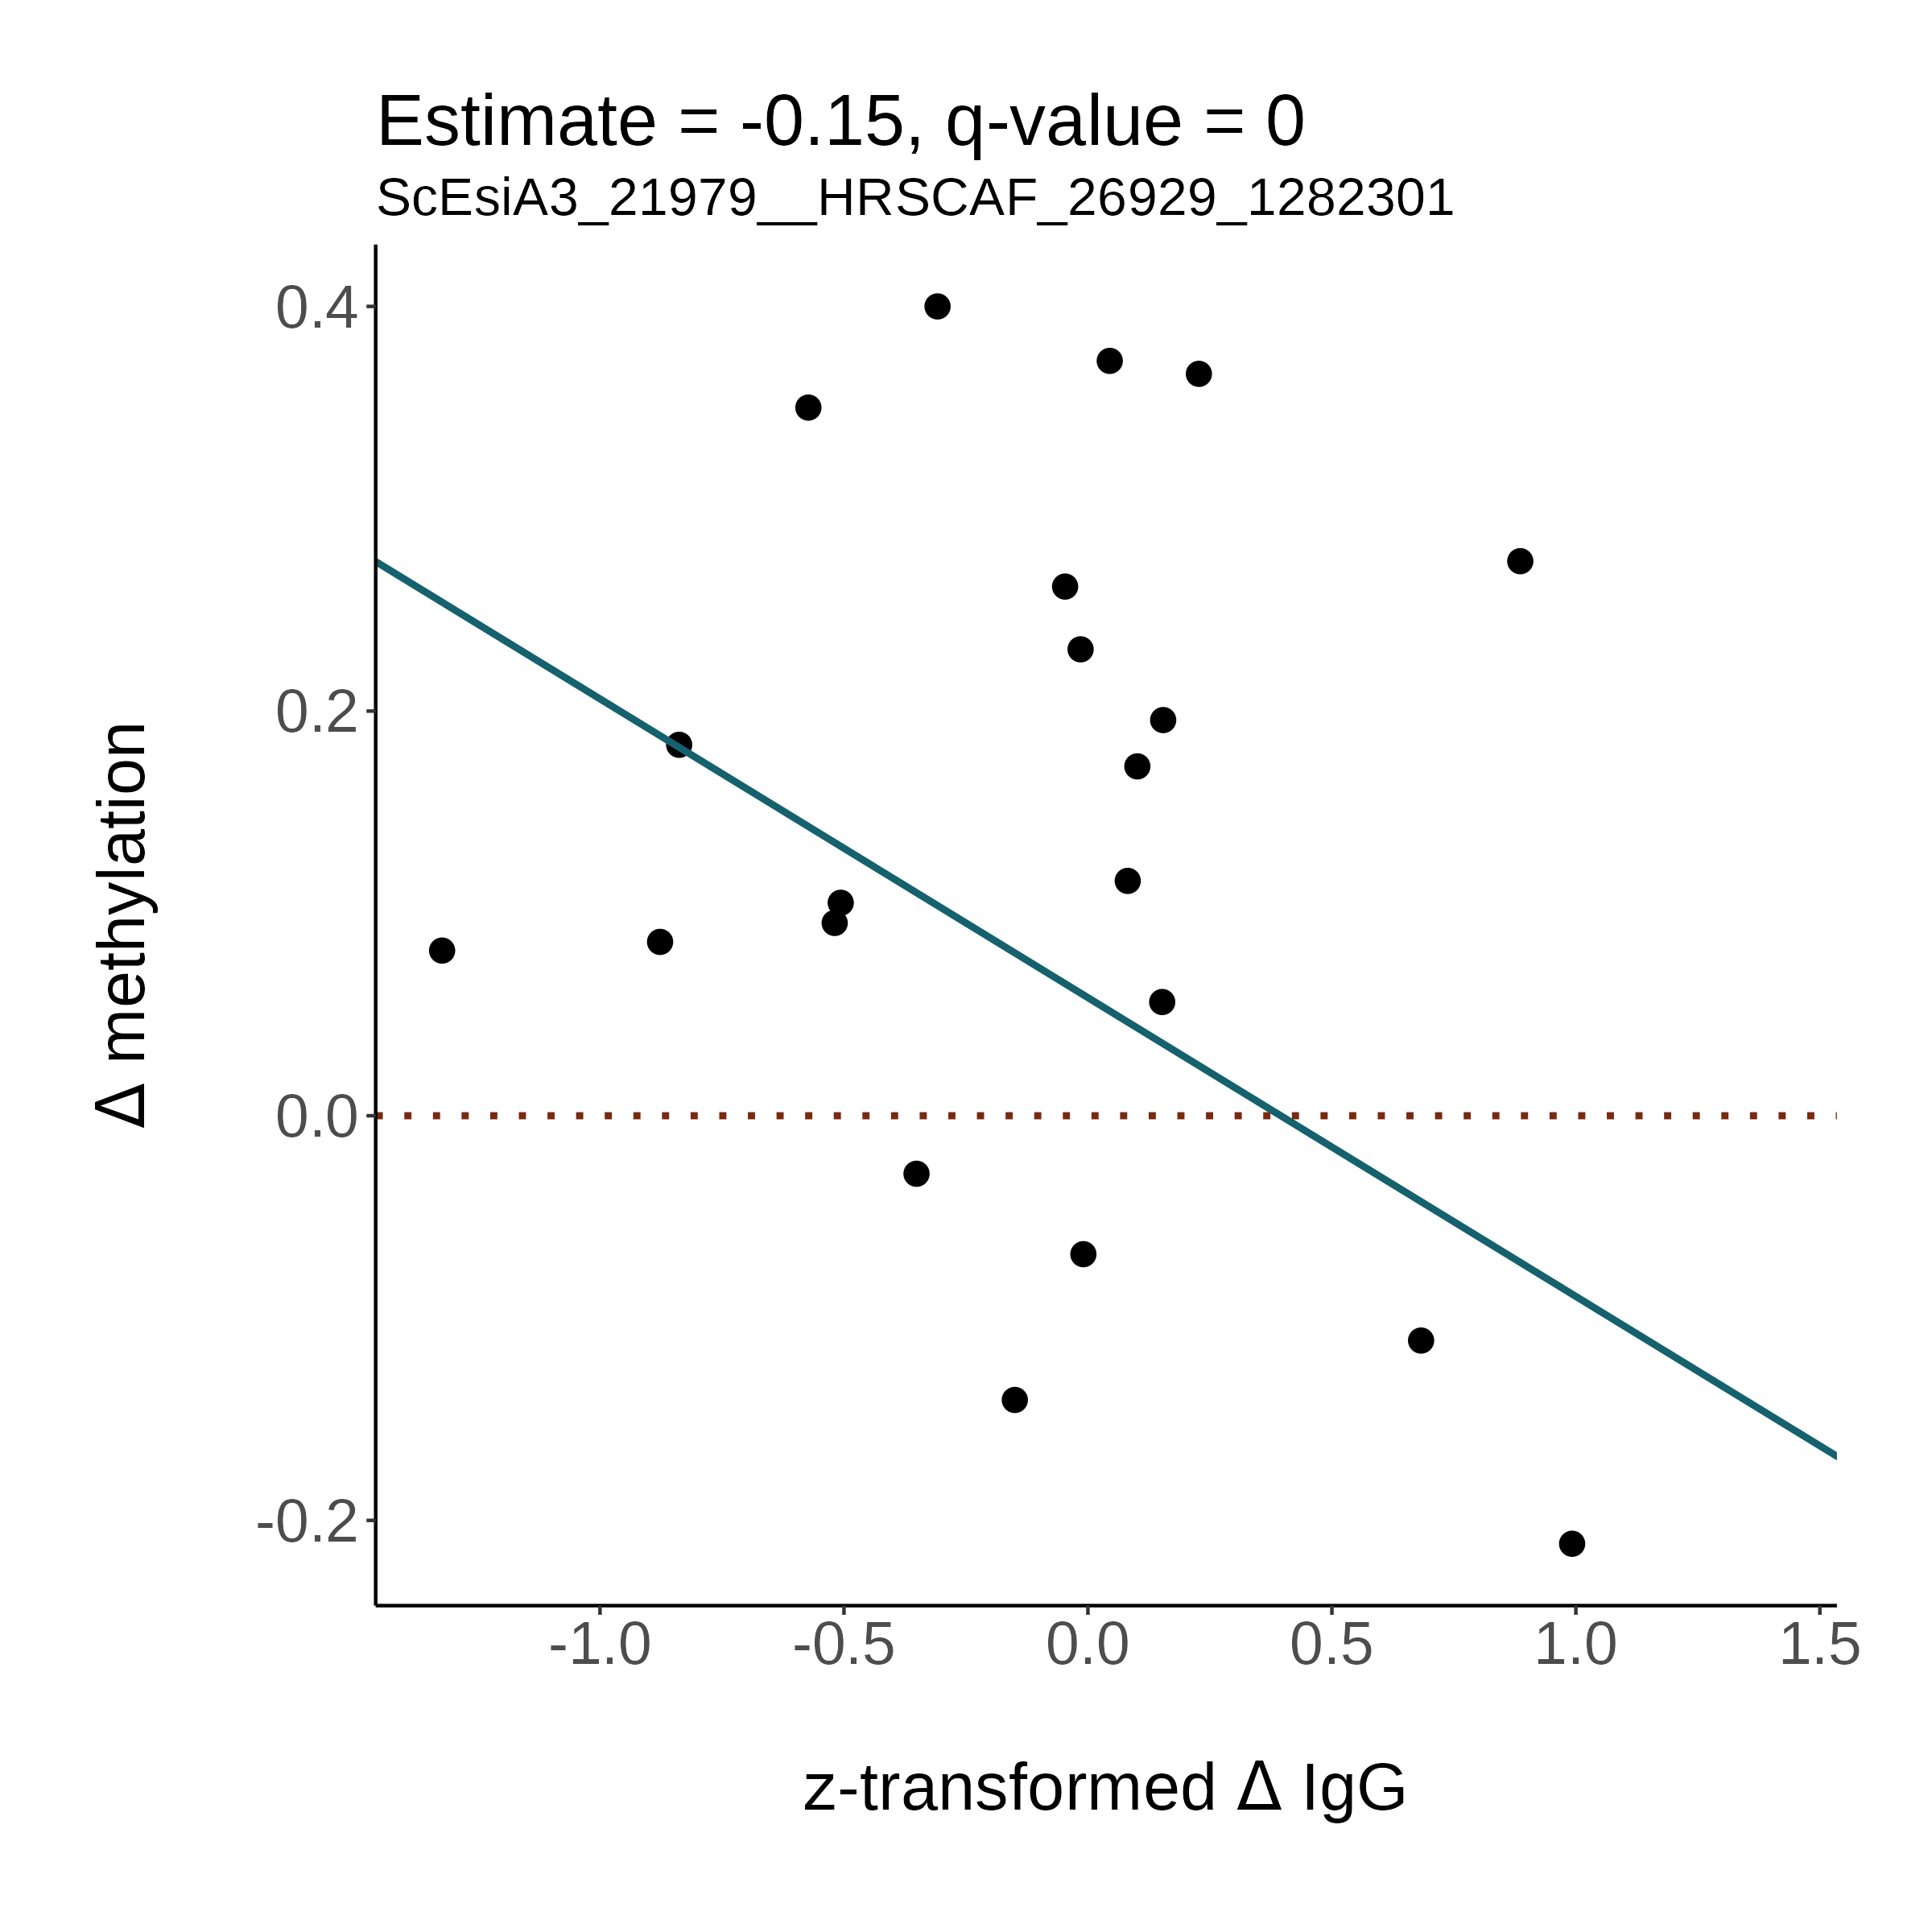 Estimate = -0.15, q-value = 0
ScEsiA3_21979__HRSCAF_26929_1282301
0.4
0.2
0.0
-0.2
Δ methylation
-1.0 -0.5 0.0 0.5 1.0 1.5
z-transformed Δ IgG